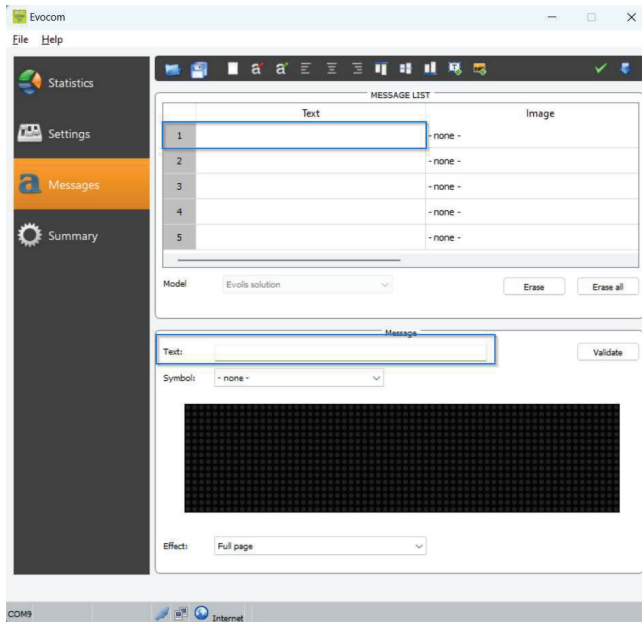 Evocom
File Help
Statistics
Settings
Messages
Summary
MESSAGE LIST
Text Image
1 - none -
2 - none -
3 - none -
4 - none -
5 - none -
Model Evolis solution Erase Erase all
Message
Text: Validate
Symbol: - none -
Effect: Full page
COM9 Internet